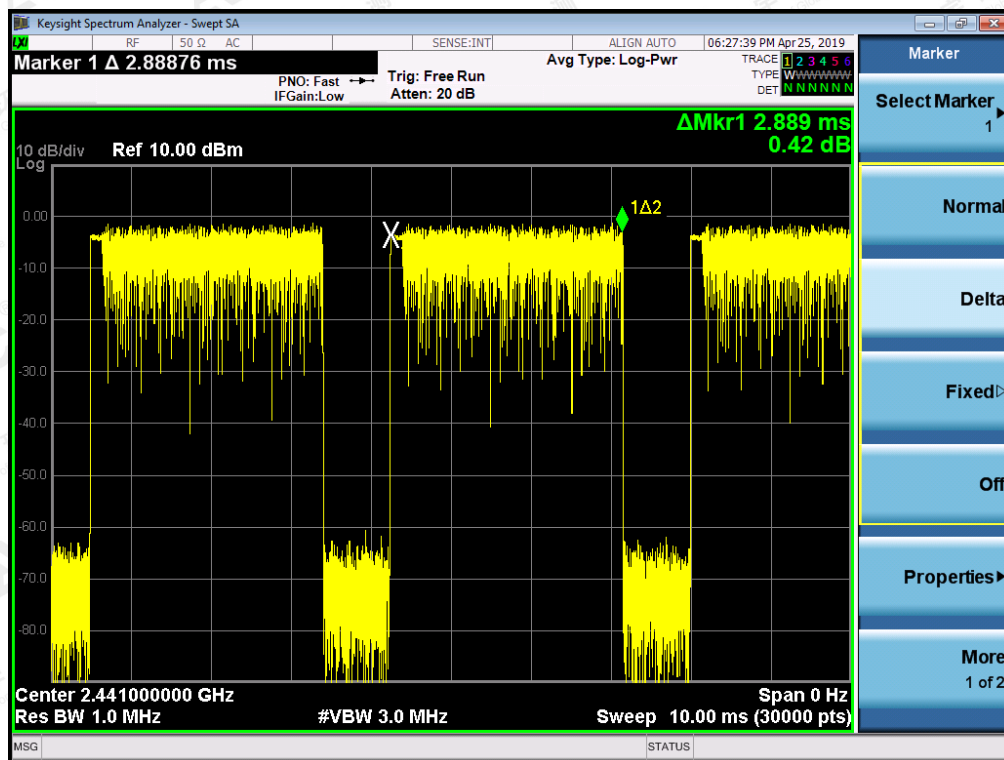 Keysight Spectrum Analyzer - Swept SA
LXI RF 50 Ω AC SENSE:INT ALIGN AUTO 06:27:39 PM Apr 25, 2019
Marker 1 Δ 2.88876 ms
PNO: Fast
IFGain:Low
Trig: Free Run
Atten: 20 dB
Avg Type: Log-Pwr
TRACE 1 2 3 4 5 6
TYPE WWWWWW
DET N N N N N N
ΔMkr1 2.889 ms
0.42 dB
10 dB/div Ref 10.00 dBm
Log
1Δ2
0.00
-10.0
-20.0
-30.0
-40.0
-50.0
-60.0
-70.0
-80.0
Center 2.441000000 GHz Span 0 Hz
Res BW 1.0 MHz #VBW 3.0 MHz Sweep 10.00 ms (30000 pts)
MSG STATUS
Marker
Select Marker
1
Normal
Delta
Fixed
Off
Properties
More
1 of 2